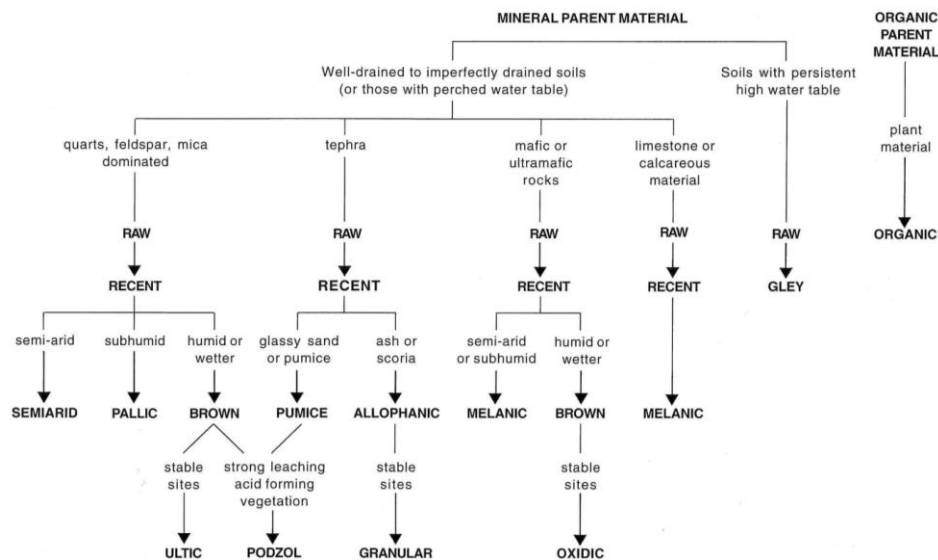 MINERAL PARENT MATERIAL
ORGANIC
PARENT
MATERIAL
Well-drained to imperfectly drained soils
(or those with perched water table)
Soils with persistent
high water table
quarts, feldspar, mica
dominated
tephra
mafic or
ultramafic
rocks
limestone or
calcareous
material
plant
material
RAW
RAW
RAW
RAW
RAW
ORGANIC
RECENT
RECENT
RECENT
RECENT
GLEY
semi-arid
subhumid
humid or
wetter
glassy sand
or pumice
ash or
scoria
semi-arid
or subhumid
humid or
wetter
SEMIARID
PALLIC
BROWN
PUMICE
ALLOPHANIC
MELANIC
BROWN
MELANIC
stable
sites
strong leaching
acid forming
vegetation
stable
sites
stable
sites
ULTIC
PODZOL
GRANULAR
OXIDIC